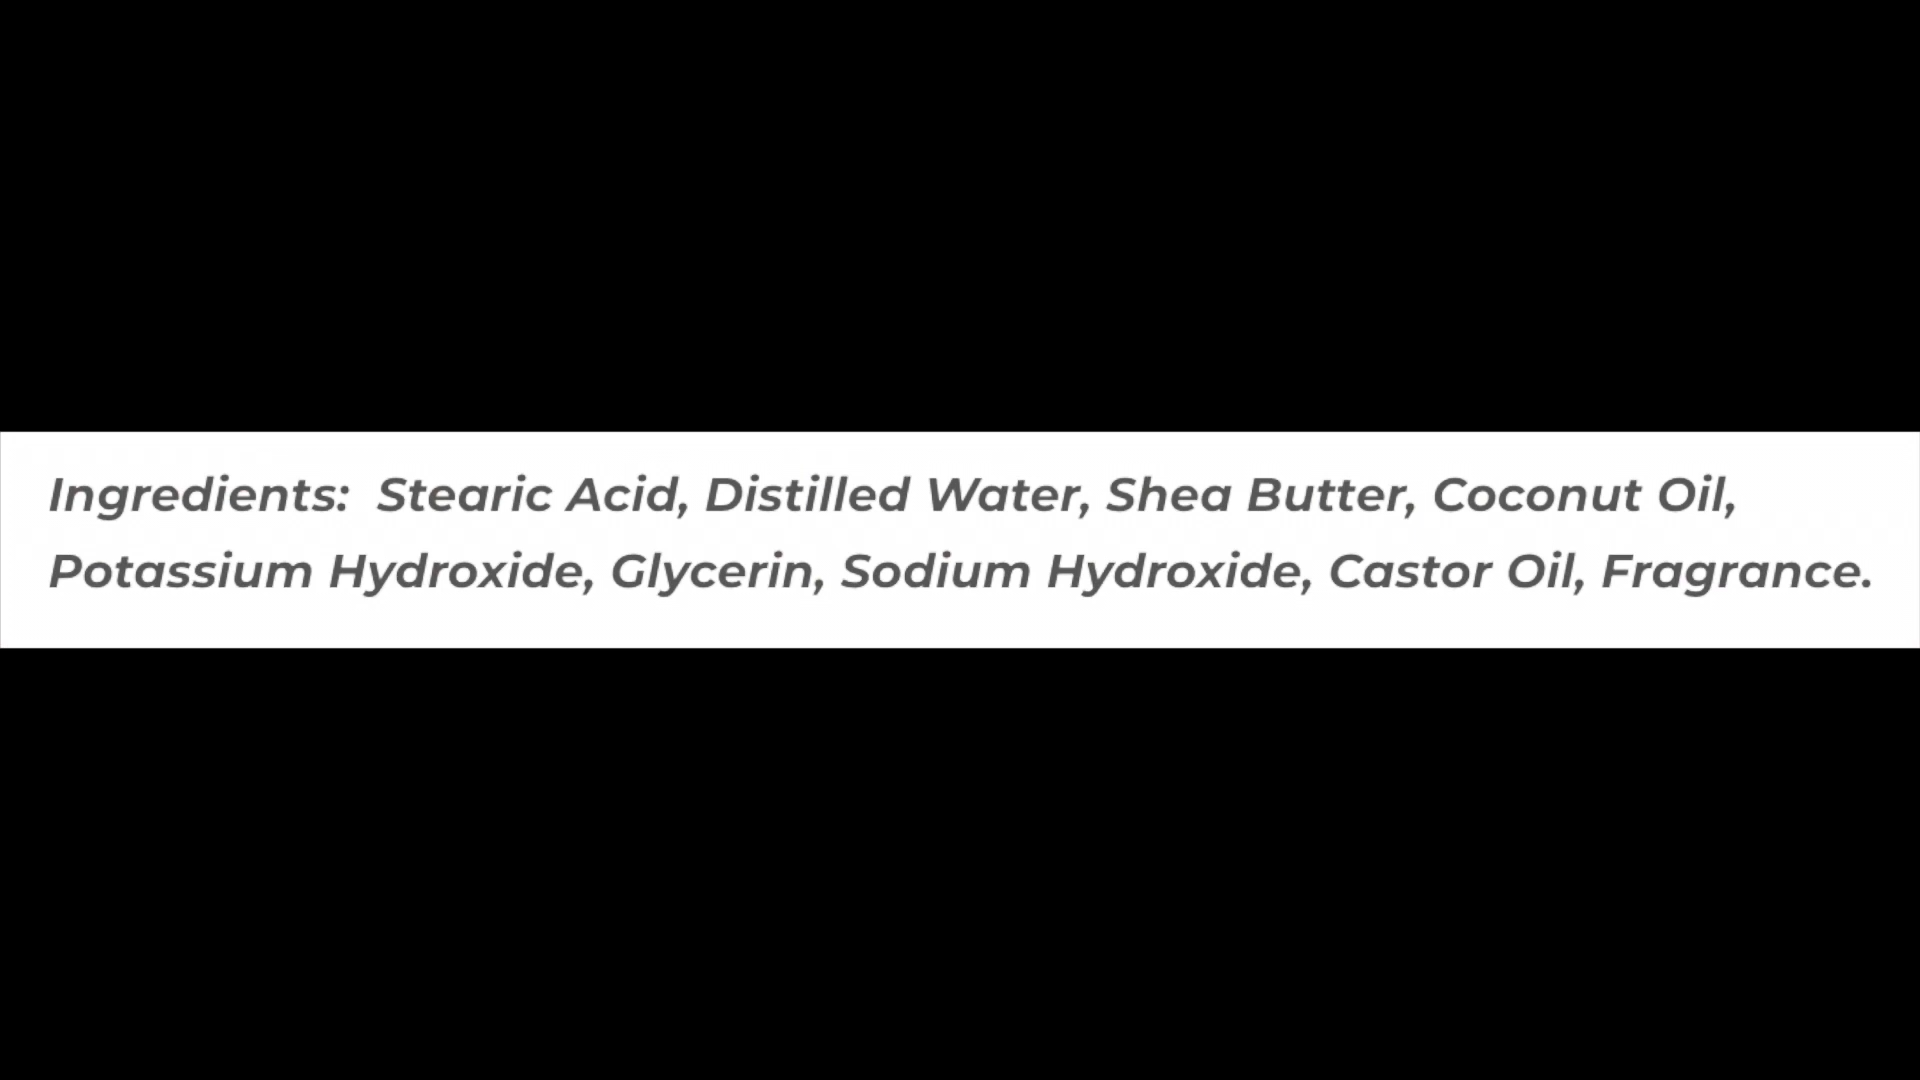 Ingredients:  Stearic Acid, Distilled Water, Shea Butter, Coconut Oil,
Potassium Hydroxide, Glycerin, Sodium Hydroxide, Castor Oil, Fragrance.